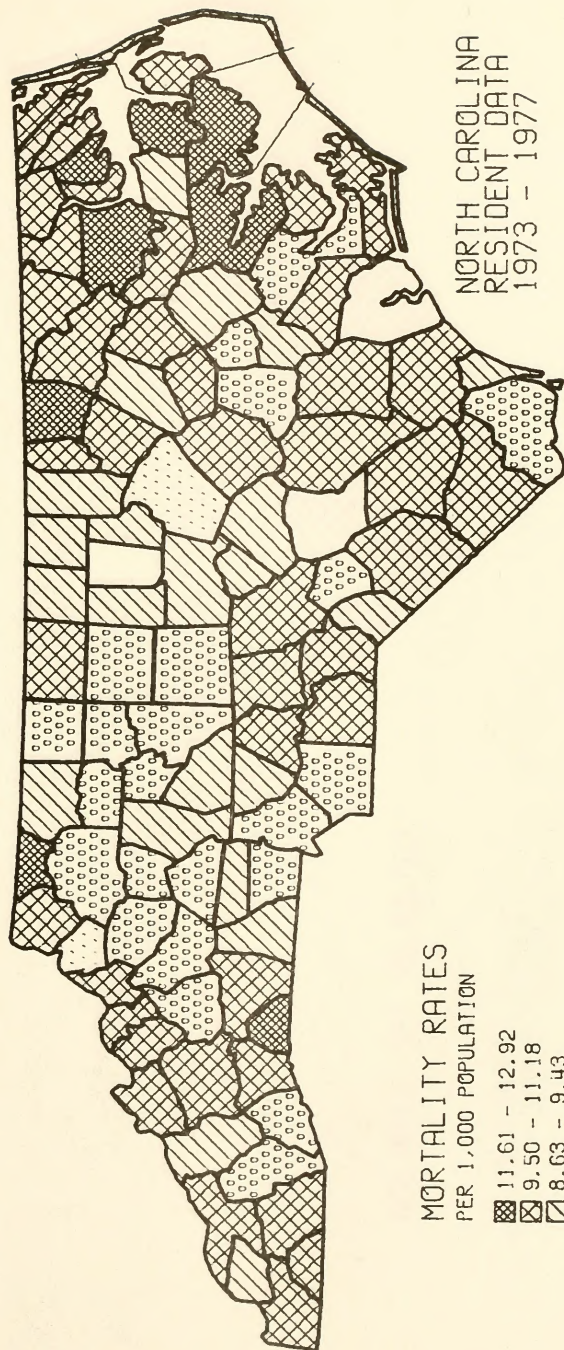 NORTH CAROLINA
RESIDENT DATA
1973 - 1977
MORTALITY RATES
PER 1,000 POPULATION
11.61 - 12.92
9.50 - 11.18
8.63 - 9.43